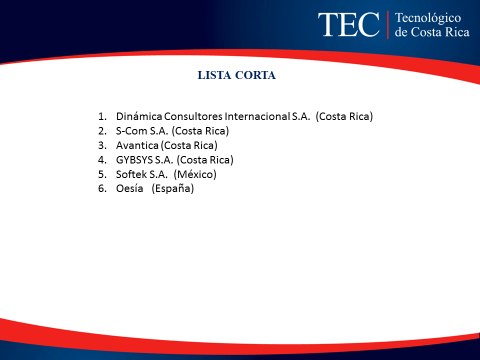 TEC | Tecnológico
de Costa Rica
LISTA CORTA
1. Dinámica Consultores Internacional S.A. (Costa Rica)
2. S-Com S.A. (Costa Rica)
3. Avantica (Costa Rica)
4. GYBSYS S.A. (Costa Rica)
5. Softek S.A. (México)
6. Oesía (España)